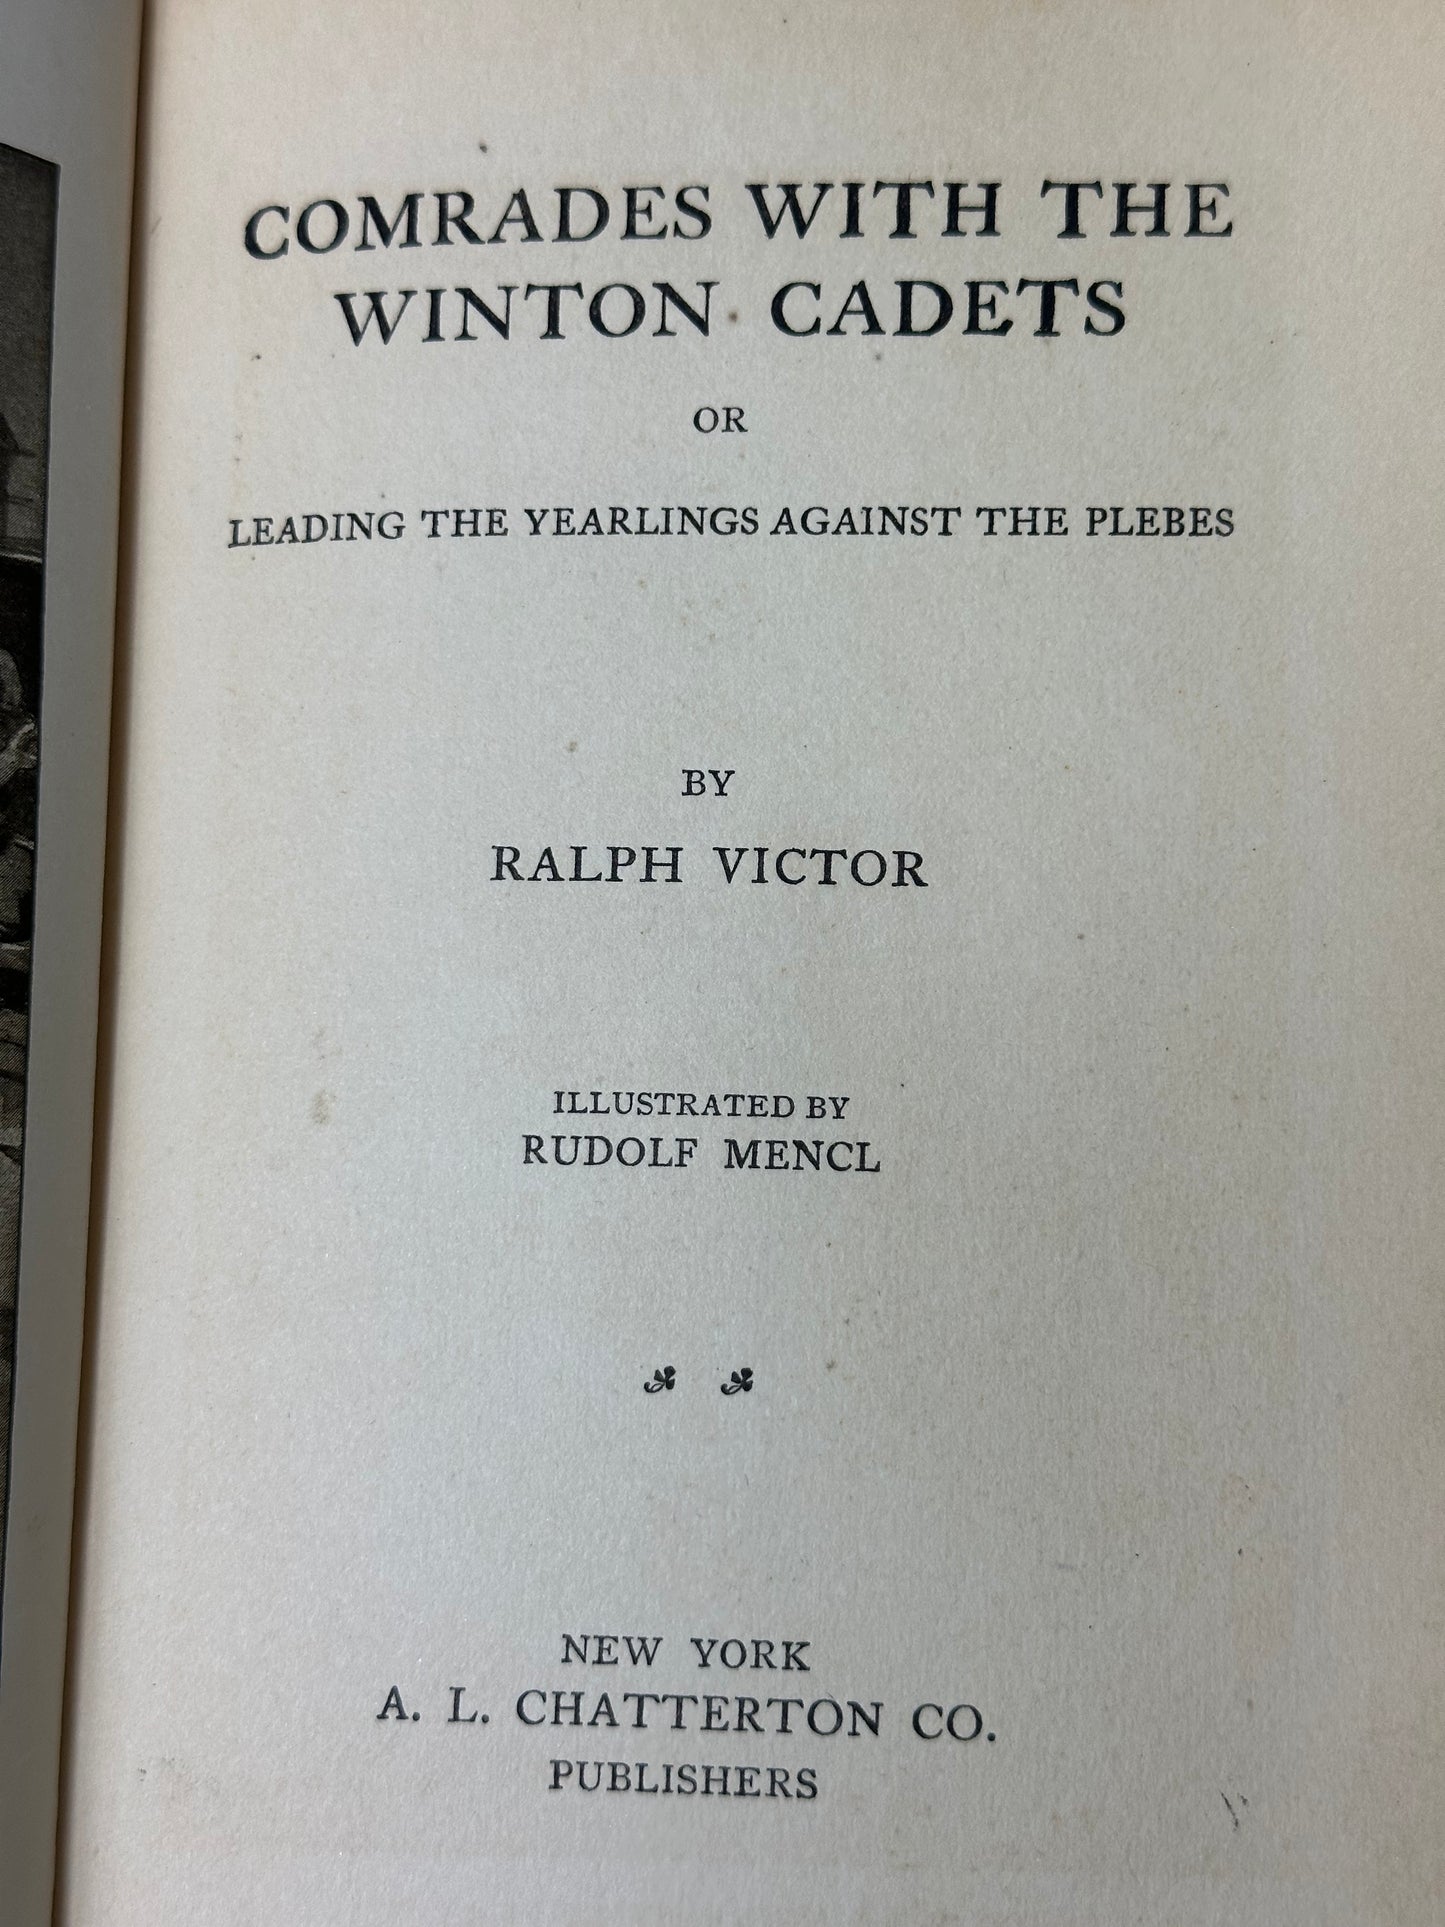 COMRADES WITH THE
WINTON CADETS
OR
LEADING THE YEARLINGS AGAINST THE PLEBES
BY
RALPH VICTOR
ILLUSTRATED BY
RUDOLF MENCL
NEW YORK
A. L. CHATTERTON CO.
PUBLISHERS